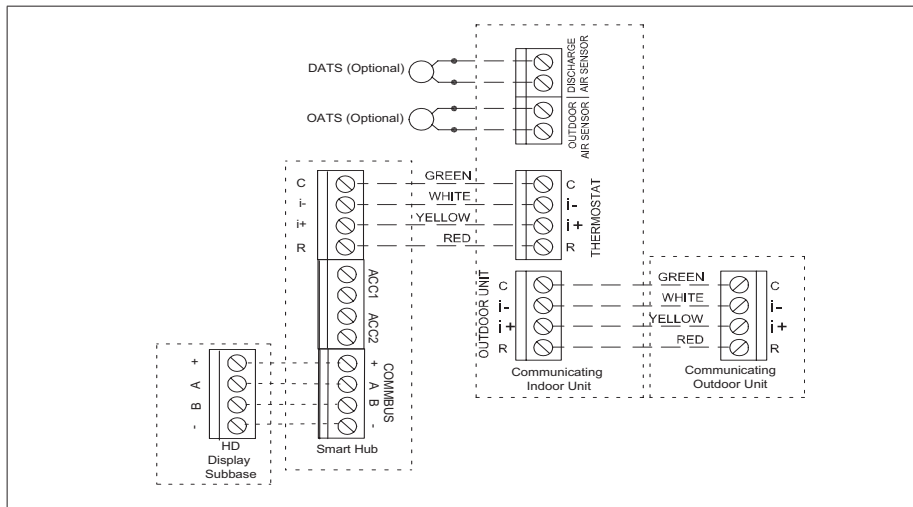 DATS (Optional)
DISCHARGE
AIR SENSOR
OATS (Optional)
OUTDOOR
AIR SENSOR
C
GREEN
C
i-
WHITE
i-
i+
YELLOW
i+
R
RED
R
THERMOSTAT
ACC1
ACC2
OUTDOOR UNIT
C
GREEN
C
i-
WHITE
i-
i+
YELLOW
i+
R
RED
R
Communicating
Indoor Unit
Communicating
Outdoor Unit
+
+
A
A
B
B
-
-
COMMBUS
HD
Display
Subbase
Smart Hub